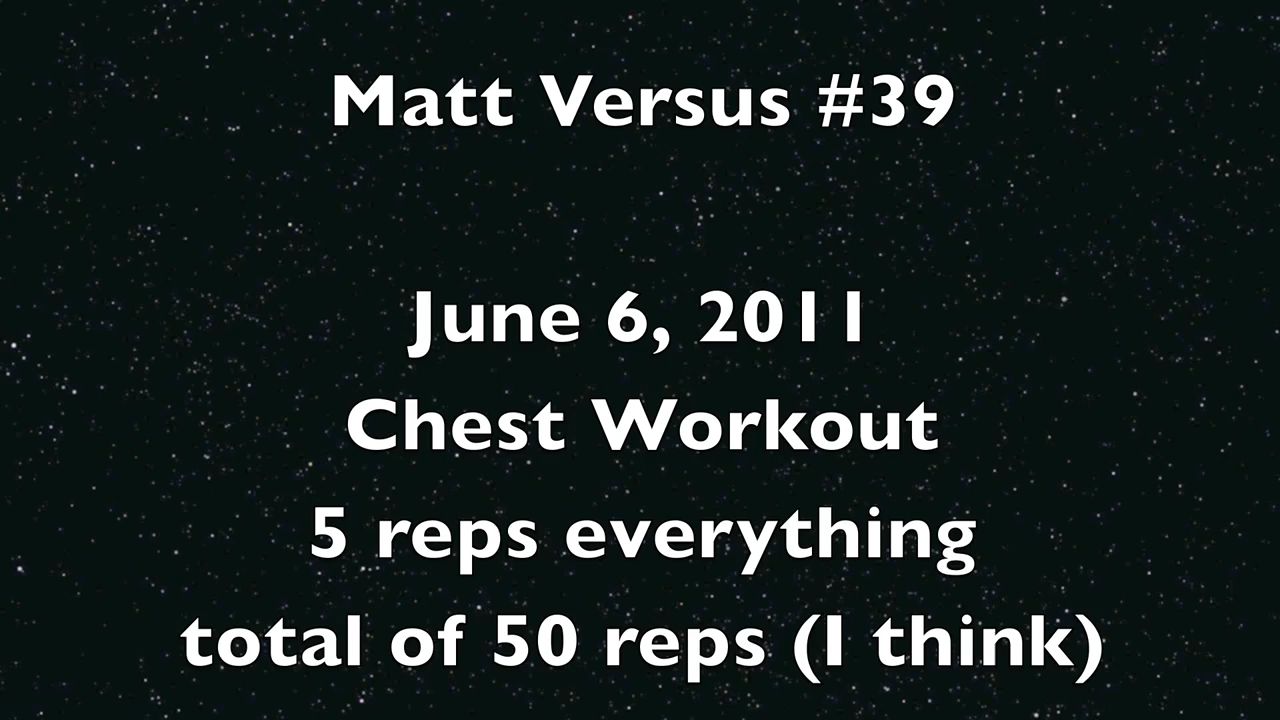 Matt Versus #39
June 6, 2011
Chest Workout
5 reps everything
total of 50 reps (I think)